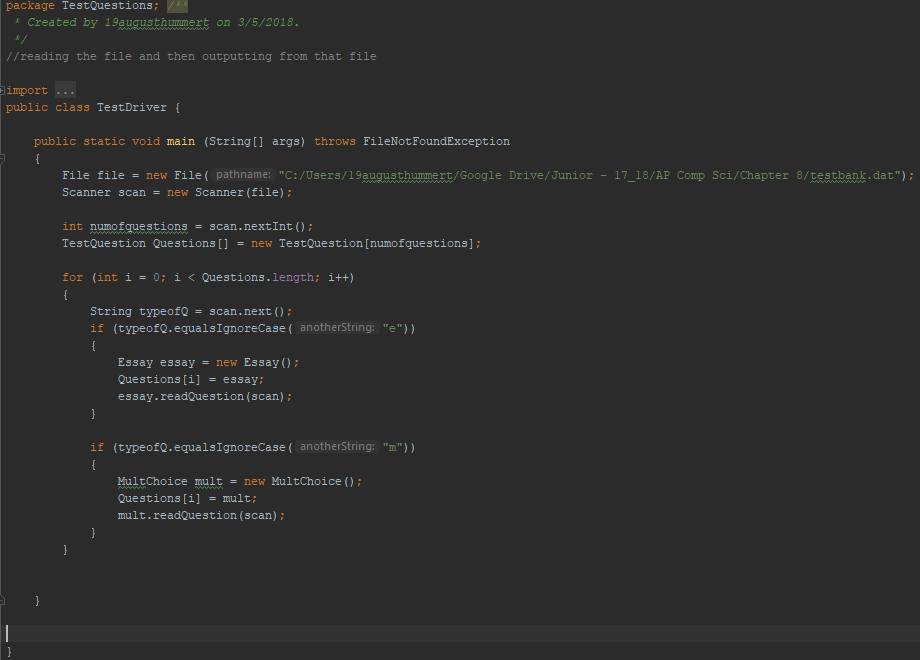 package TestQuestions; /**
 * Created by 19augusthummert on 3/5/2018.
 */
//reading the file and then outputting from that file
import ...
public class TestDriver {
public static void main (String[] args) throws FileNotFoundException
{
File file = new File( pathname: "C:/Users/19augusthummert/Google Drive/Junior - 17_18/AP Comp Sci/Chapter 8/testbank.dat");
Scanner scan = new Scanner(file);
int numofquestions = scan.nextInt();
TestQuestion Questions[] = new TestQuestion[numofquestions];
for (int i = 0; i < Questions.length; i++)
{
String typeofQ = scan.next();
if (typeofQ.equalsIgnoreCase( anotherString: "e"))
{
Essay essay = new Essay();
Questions[i] = essay;
essay.readQuestion(scan);
}
if (typeofQ.equalsIgnoreCase( anotherString: "m"))
{
MultChoice mult = new MultChoice();
Questions[i] = mult;
mult.readQuestion(scan);
}
}
}
}